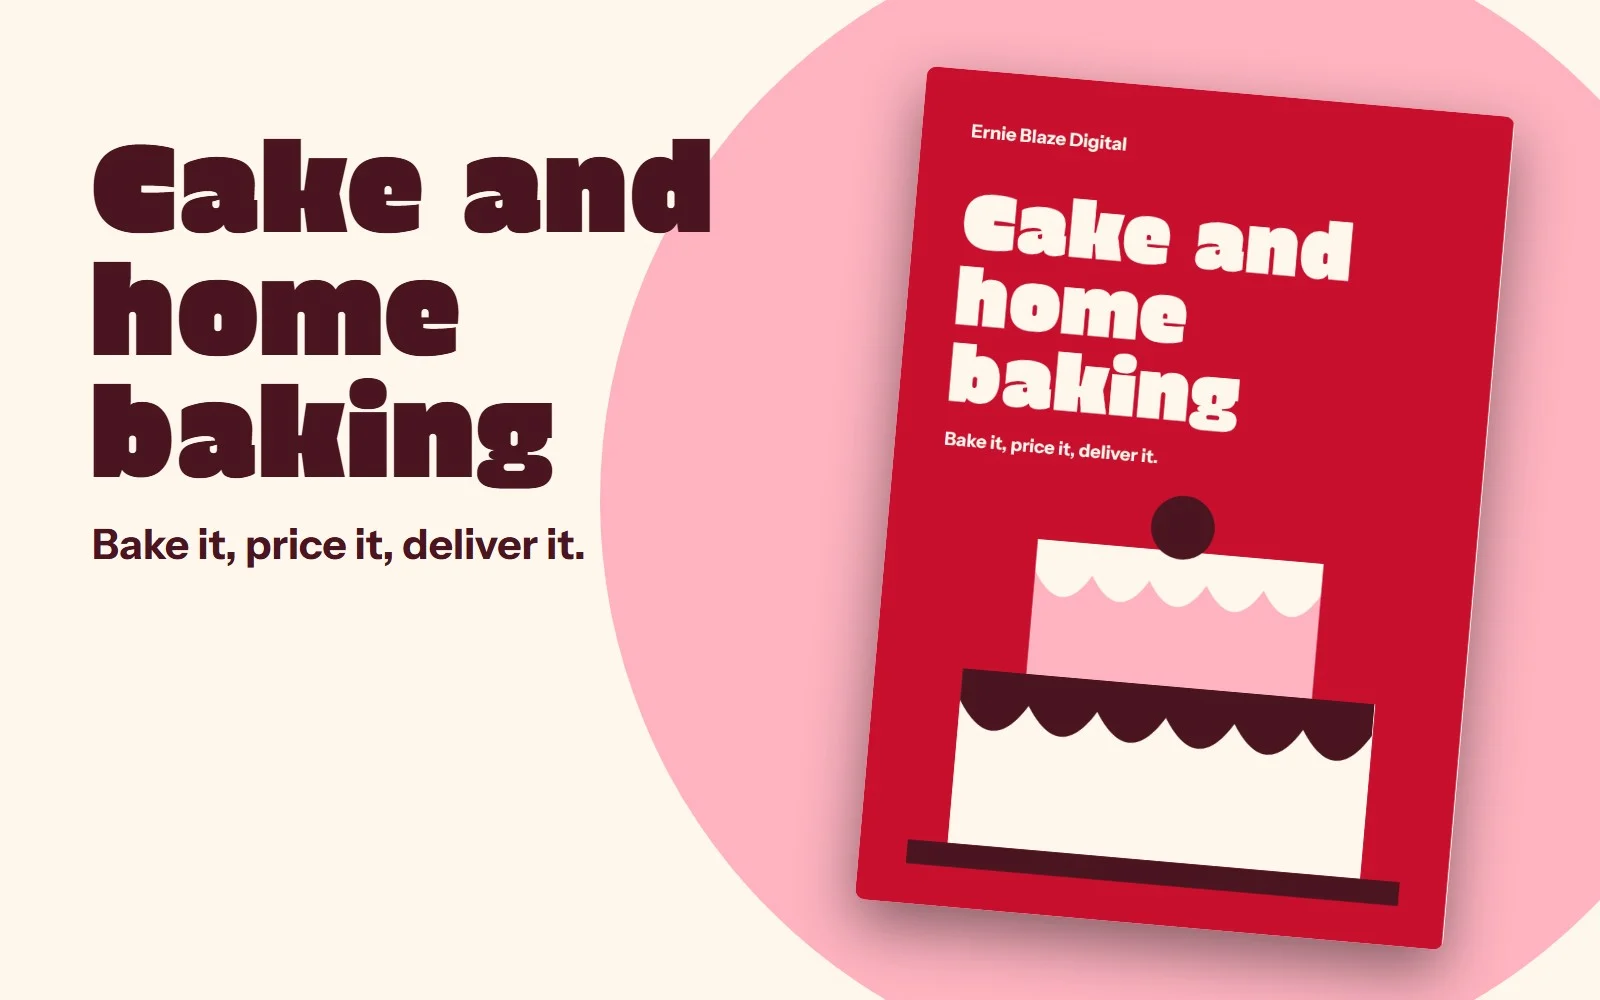 Cake and
home
baking
Bake it, price it, deliver it.
Ernie Blaze Digital
Cake and
home
baking
Bake it, price it, deliver it.